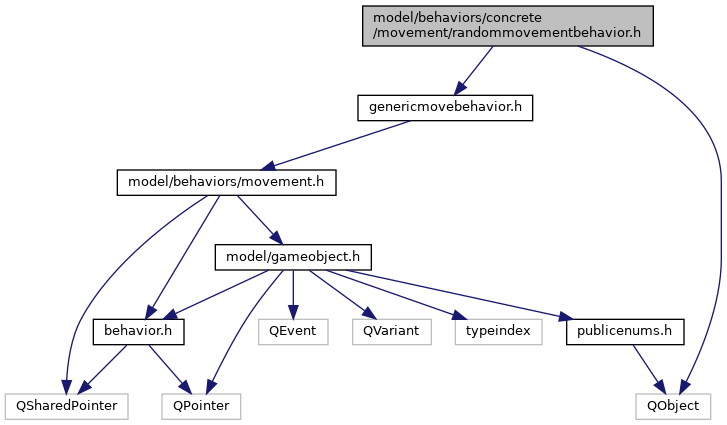 model/behaviors/concrete
/movement/randommovementbehavior.h
genericmovebehavior.h
model/behaviors/movement.h
model/gameobject.h
behavior.h
QEvent
QVariant
typeindex
publicenums.h
QSharedPointer
QPointer
QObject